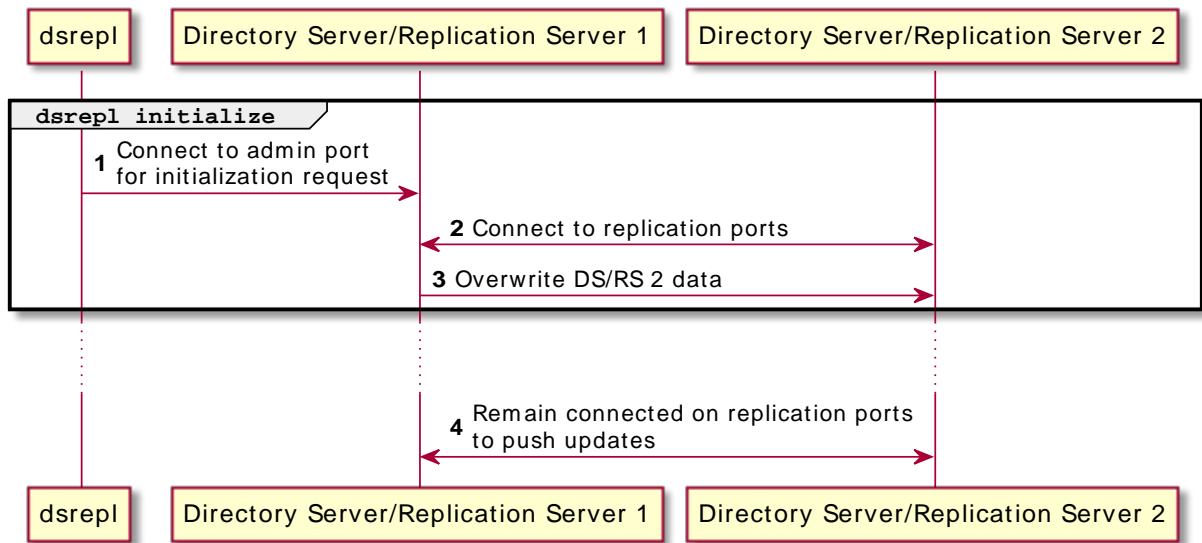 dsrepl
Directory Server/Replication Server 1
Directory Server/Replication Server 2
dsrepl initialize
1 Connect to admin port
for initialization request
2 Connect to replication ports
3 Overwrite DS/RS 2 data
4 Remain connected on replication ports
to push updates
dsrepl
Directory Server/Replication Server 1
Directory Server/Replication Server 2